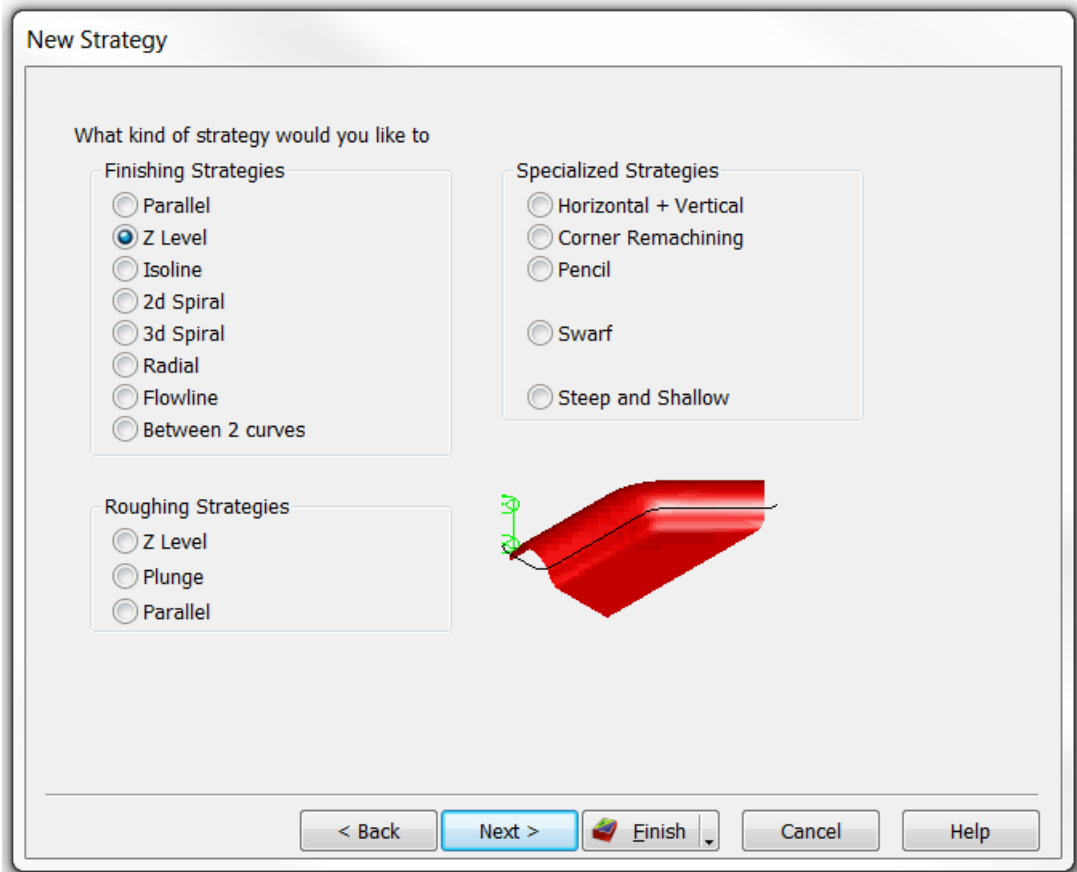 New Strategy
What kind of strategy would you like to
Finishing Strategies
Parallel
Z Level
Isoline
2d Spiral
3d Spiral
Radial
Flowline
Between 2 curves
Specialized Strategies
Horizontal + Vertical
Corner Remachining
Pencil
Swarf
Steep and Shallow
Roughing Strategies
Z Level
Plunge
Parallel
< Back
Next >
Finish
Cancel
Help